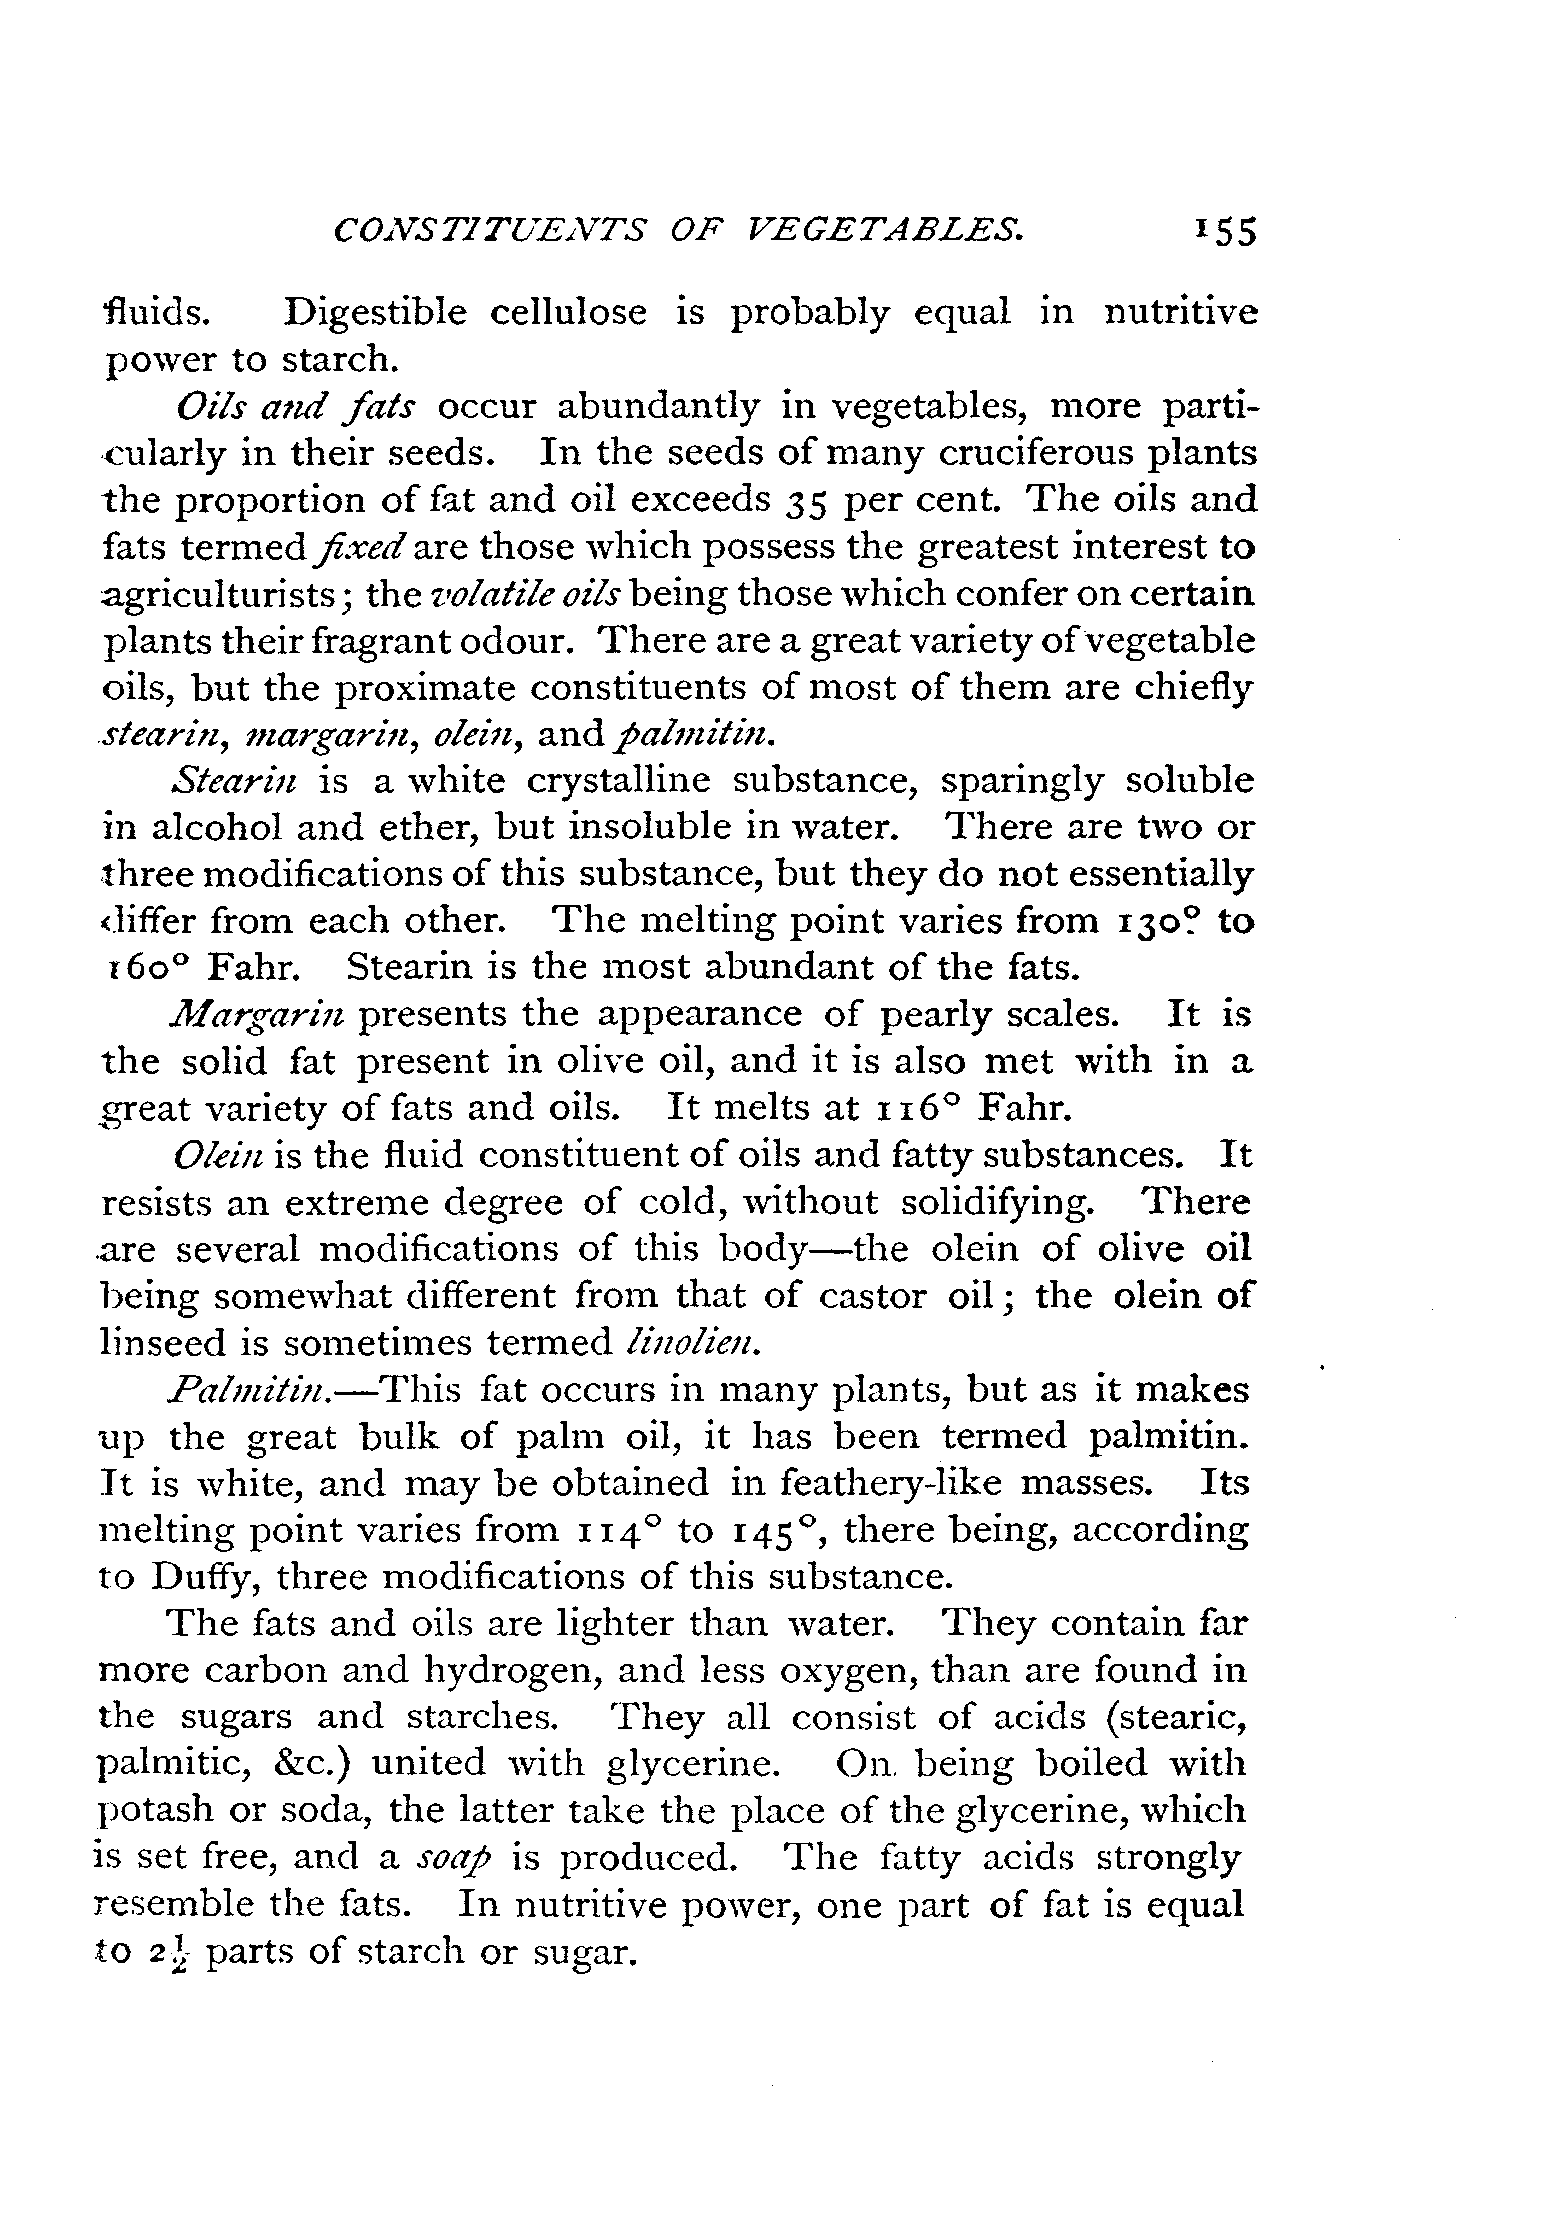 CONSTITUENTS OF VEGETABLES. 155
fluids. Digestible cellulose is probably equal in nutritive
power to starch.
Oils and fats occur abundantly in vegetables, more parti-
cularly in their seeds. In the seeds of many cruciferous plants
the proportion of fat and oil exceeds 35 per cent. The oils and
fats termed fixed are those which possess the greatest interest to
agriculturists; the volatile oils being those which confer on certain
plants their fragrant odour. There are a great variety of vegetable
oils, but the proximate constituents of most of them are chiefly
stearin, margarin, olein, and palmitin.
Stearin is a white crystalline substance, sparingly soluble
in alcohol and ether, but insoluble in water. There are two or
three modifications of this substance, but they do not essentially
differ from each other. The melting point varies from 130° to
160° Fahr. Stearin is the most abundant of the fats.
Margarin presents the appearance of pearly scales. It is
the solid fat present in olive oil, and it is also met with in a
great variety of fats and oils. It melts at 116° Fahr.
Olein is the fluid constituent of oils and fatty substances. It
resists an extreme degree of cold, without solidifying. There
are several modifications of this body—the olein of olive oil
being somewhat different from that of castor oil; the olein of
linseed is sometimes termed linolien.
Palmitin.—This fat occurs in many plants, but as it makes
up the great bulk of palm oil, it has been termed palmitin.
It is white, and may be obtained in feathery-like masses. Its
melting point varies from 114° to 145°, there being, according
to Duffy, three modifications of this substance.
The fats and oils are lighter than water. They contain far
more carbon and hydrogen, and less oxygen, than are found in
the sugars and starches. They all consist of acids (stearic,
palmitic, &c.) united with glycerine. On being boiled with
potash or soda, the latter take the place of the glycerine, which
is set free, and a soap is produced. The fatty acids strongly
resemble the fats. In nutritive power, one part of fat is equal
to 2½ parts of starch or sugar.